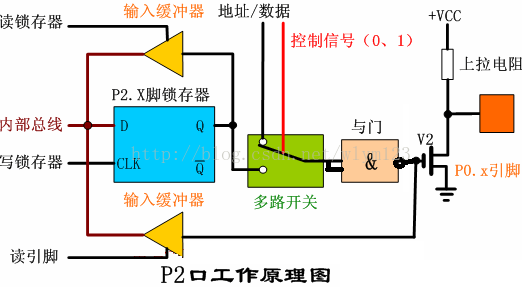 读锁存器
输入缓冲器
地址/数据
+VCC
控制信号（0、1）
上拉电阻
P2.X脚锁存器
内部总线
D
Q
与门
V2
写锁存器
CLK
Q
&
P0.x引脚
多路开关
输入缓冲器
读引脚
P2口工作原理图